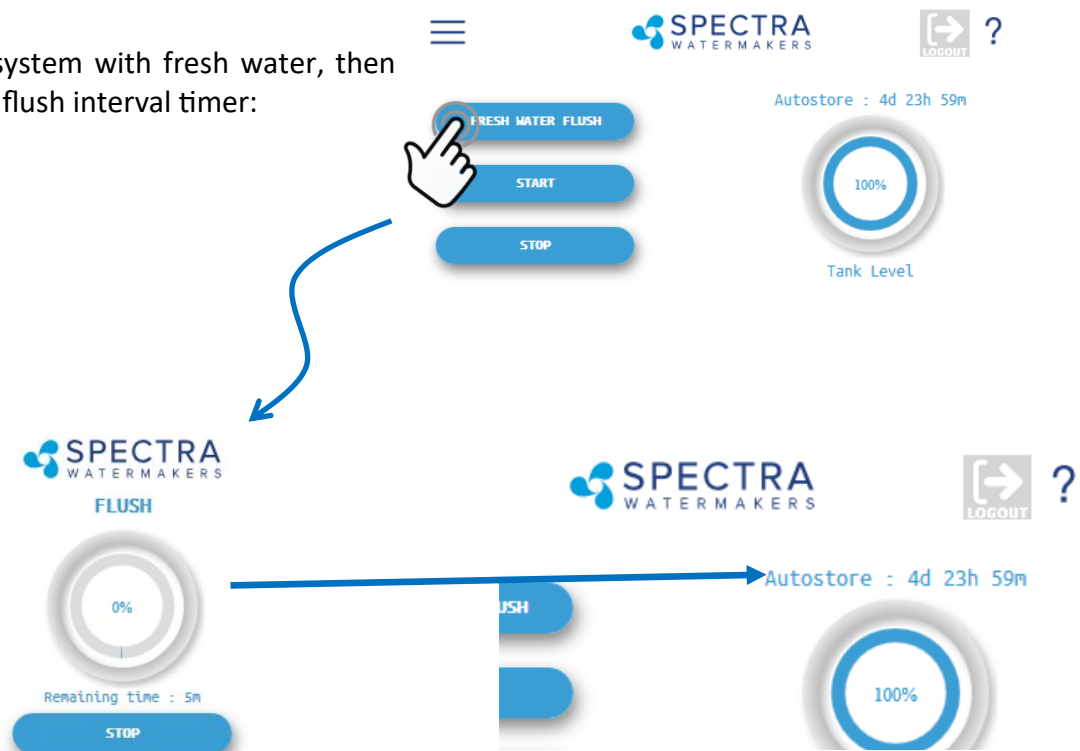 system with fresh water, then
flush interval timer:
SPECTRA
WATERMAKERS
LOGOUT
?
FRESH WATER FLUSH
START
STOP
Autostore : 4d 23h 59m
100%
Tank Level
SPECTRA
WATERMAKERS
FLUSH
0%
Remaining time : 5m
STOP
SPECTRA
WATERMAKERS
LOGOUT
?
Autostore : 4d 23h 59m
USH
100%